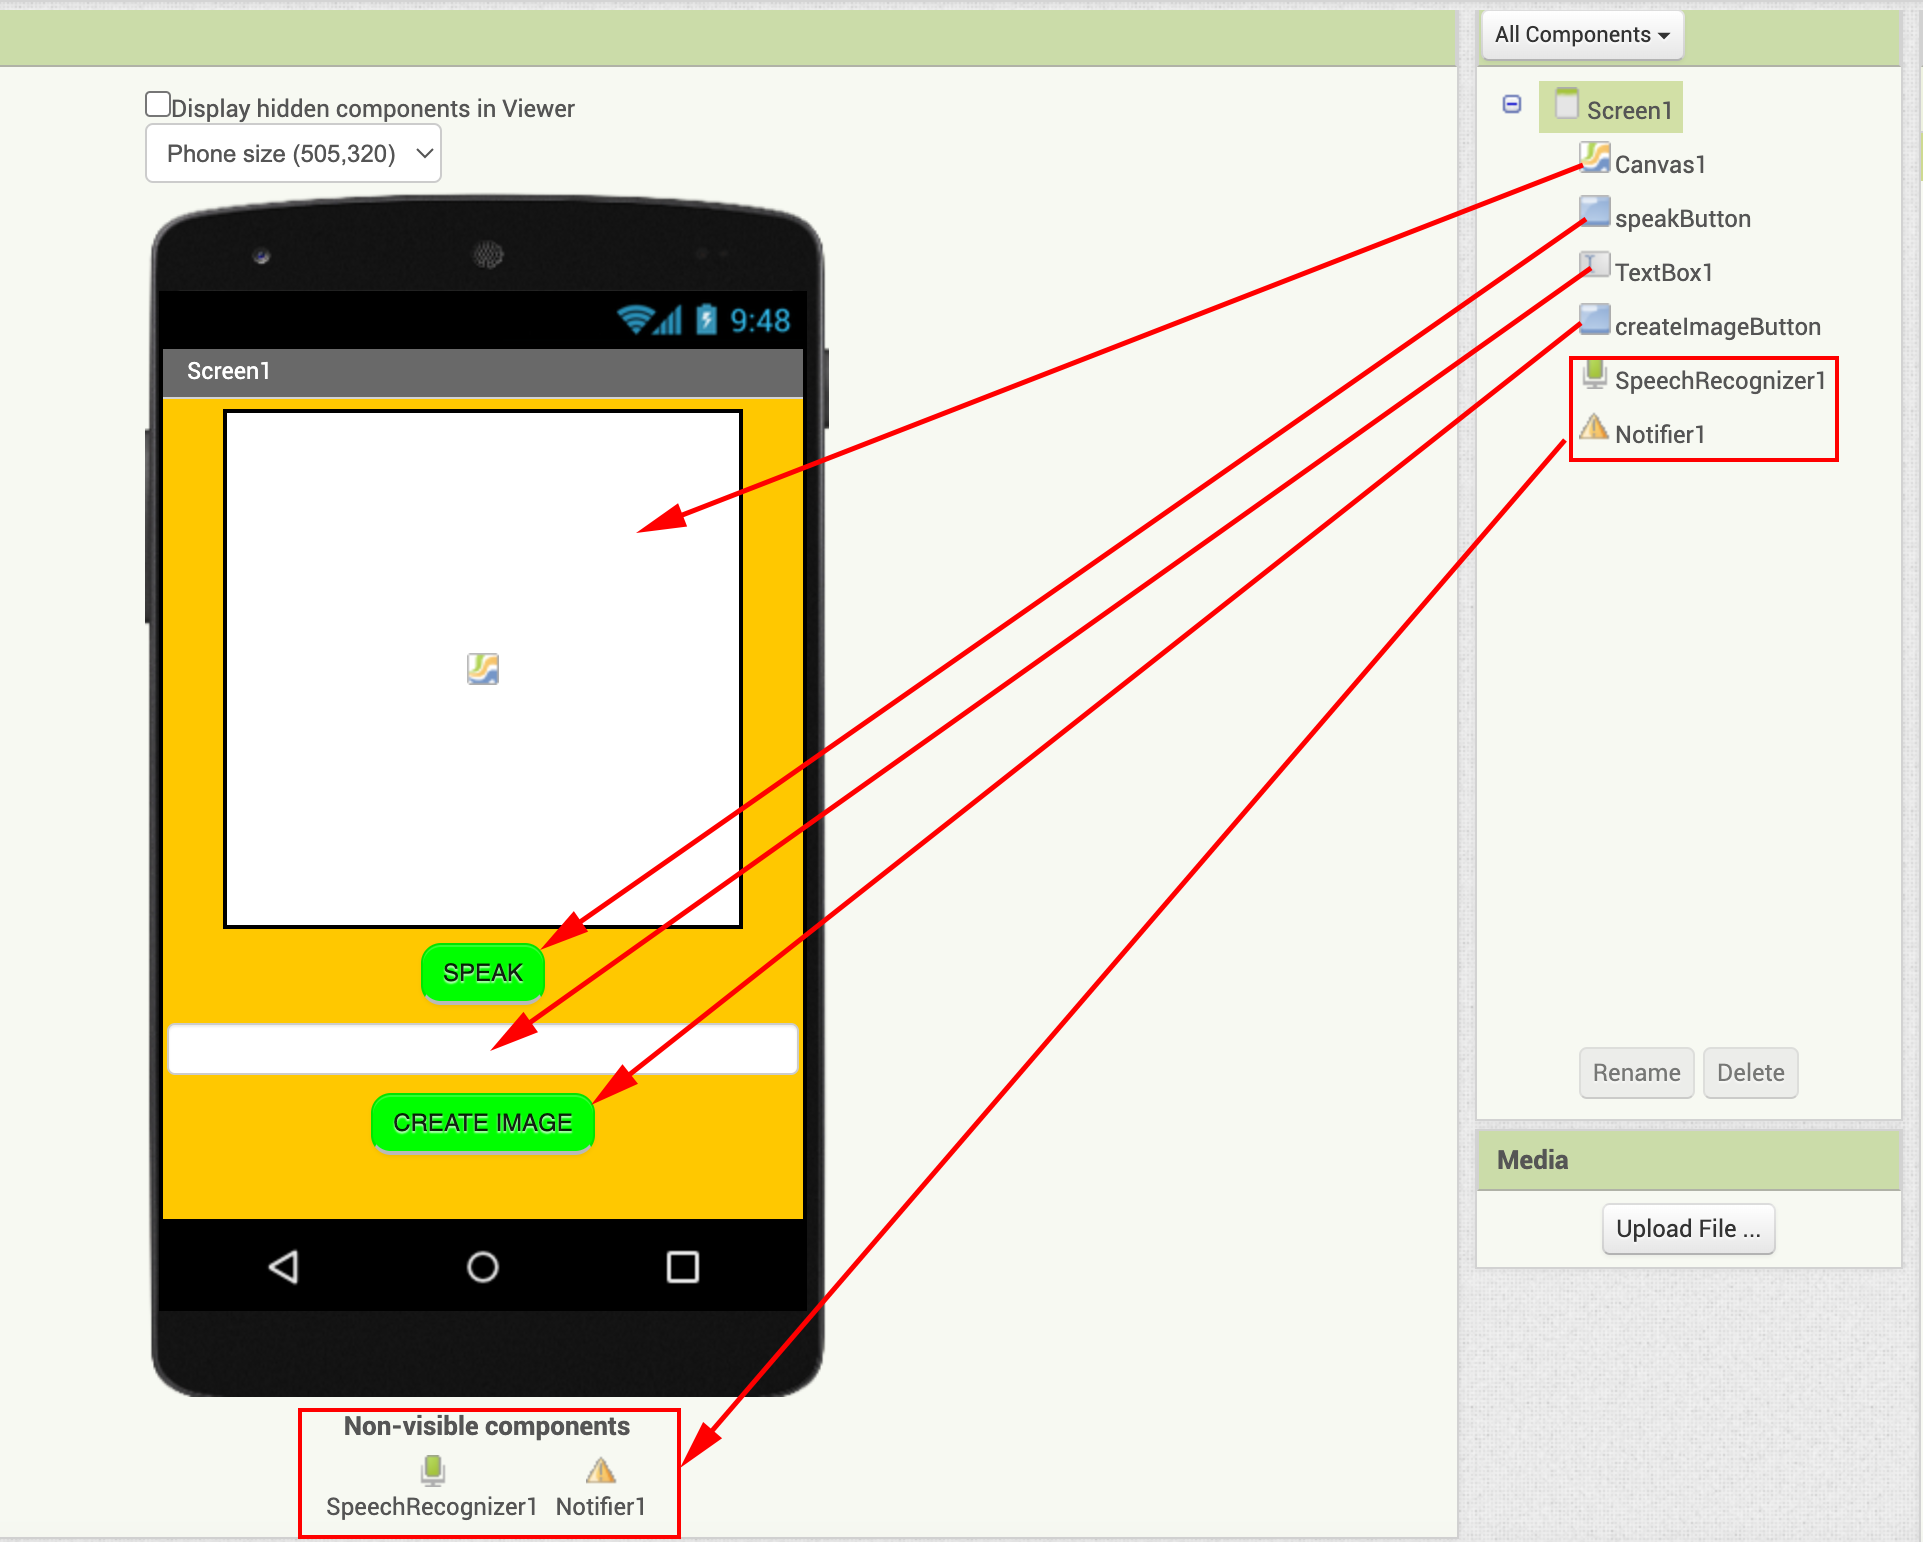 Display hidden components in Viewer
Phone size (505,320)
9:48
Screen1
SPEAK
CREATE IMAGE
Non-visible components
SpeechRecognizer1 Notifier1
All Components
Screen1
Canvas1
speakButton
TextBox1
createImageButton
SpeechRecognizer1
Notifier1
Rename Delete
Media
Upload File ...